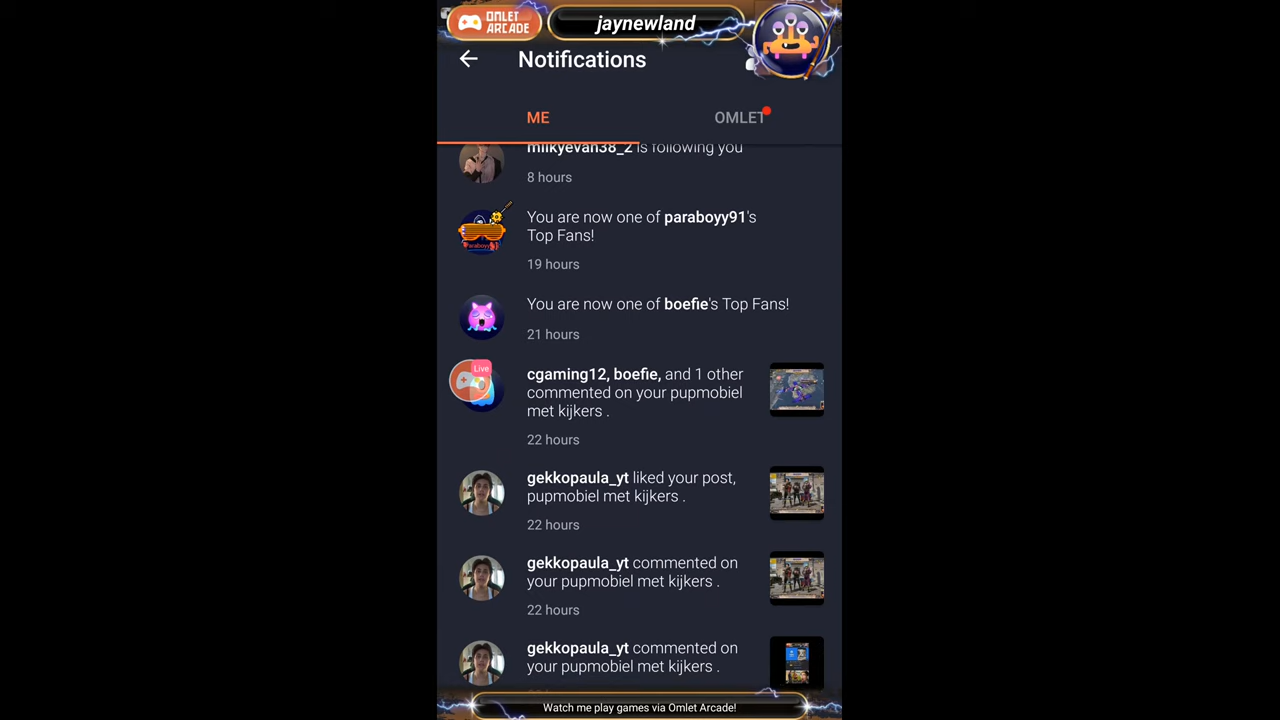 OMLET
ARCADE
jaynewland
Notifications
ME
OMLET
milkyevan38_2 is following you
8 hours
You are now one of paraboyy91's
Top Fans!
19 hours
You are now one of boefie's Top Fans!
21 hours
Live
cgaming12, boefie, and 1 other
commented on your pupmobiel
met kijkers .
22 hours
gekkopaula_yt liked your post,
pupmobiel met kijkers .
22 hours
gekkopaula_yt commented on
your pupmobiel met kijkers .
22 hours
gekkopaula_yt commented on
your pupmobiel met kijkers .
Watch me play games via Omlet Arcade!